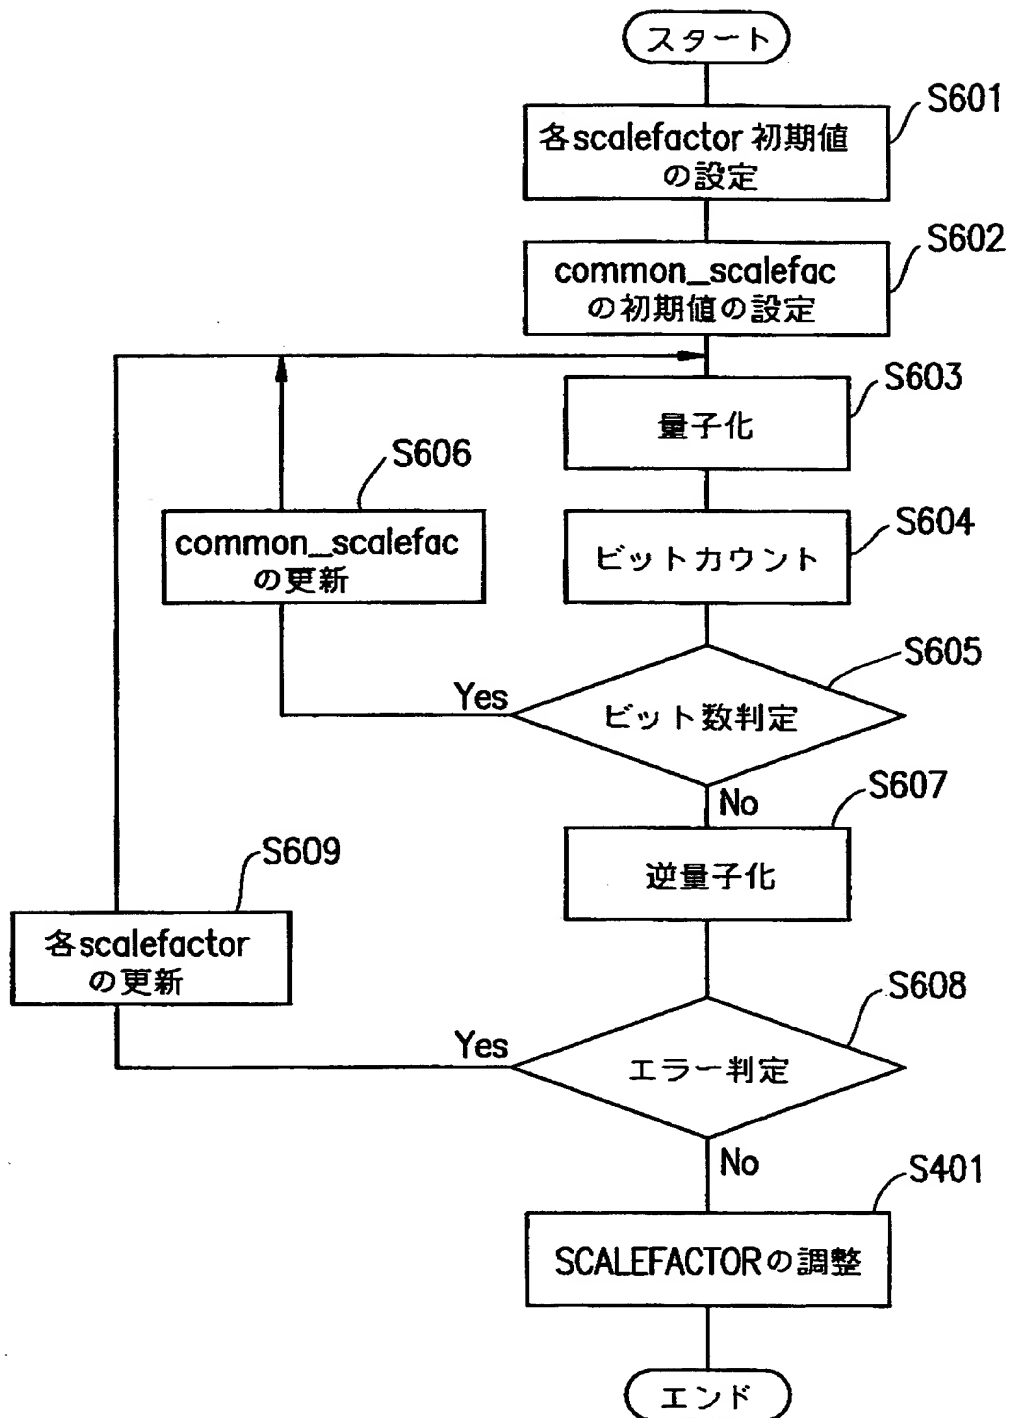 スタート
S601
各scalefactor 初期値
の設定
S602
common_scalefac
の初期値の設定
S603
量子化
S606
common_scalefac
の更新
S604
ビットカウント
S605
Yes
ビット数判定
No
S607
逆量子化
S609
各scalefactor
の更新
S608
Yes
エラー判定
No
S401
SCALEFACTORの調整
エンド